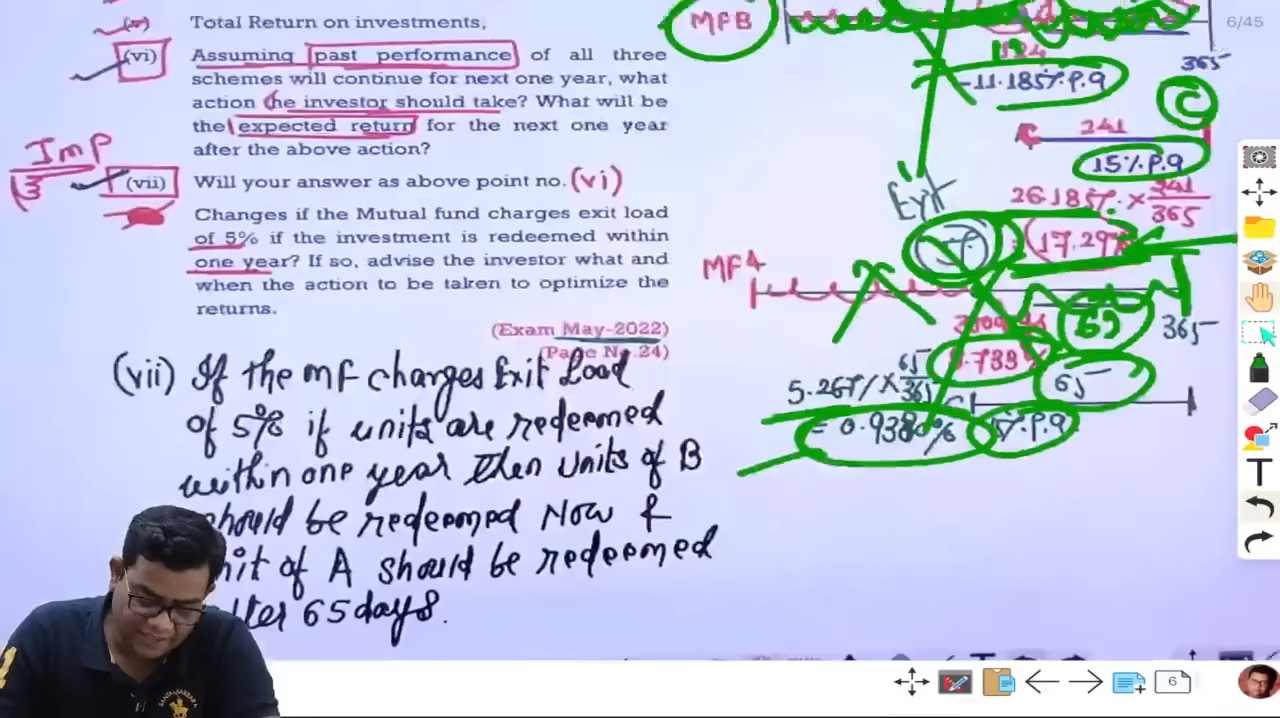 Total Return on investments,
(vi) Assuming past performance of all three
schemes will continue for next one year, what
action the investor should take? What will be
the expected return for the next one year
after the above action?
Imp
(vii) Will your answer as above point no. (vi)
Changes if the Mutual fund charges exit load
of 5% if the investment is redeemed within
one year? If so, advise the investor what and
when the action to be taken to optimize the
returns.
(Exam May-2022)
(Page No. 24)
(vii) If the MF charges Exit Load
of 5% if units are redeemed
within one year then units of B
should be redeemed Now &
of A should be redeemed
65 days.
MFB
6/45
365
-11.185% P.a
C
241
15% P.a
26.185% × 241/365
Exit
17.29%
MFA
65
365
65
5.267% × 65/365
= 0.9380%
P.a
6